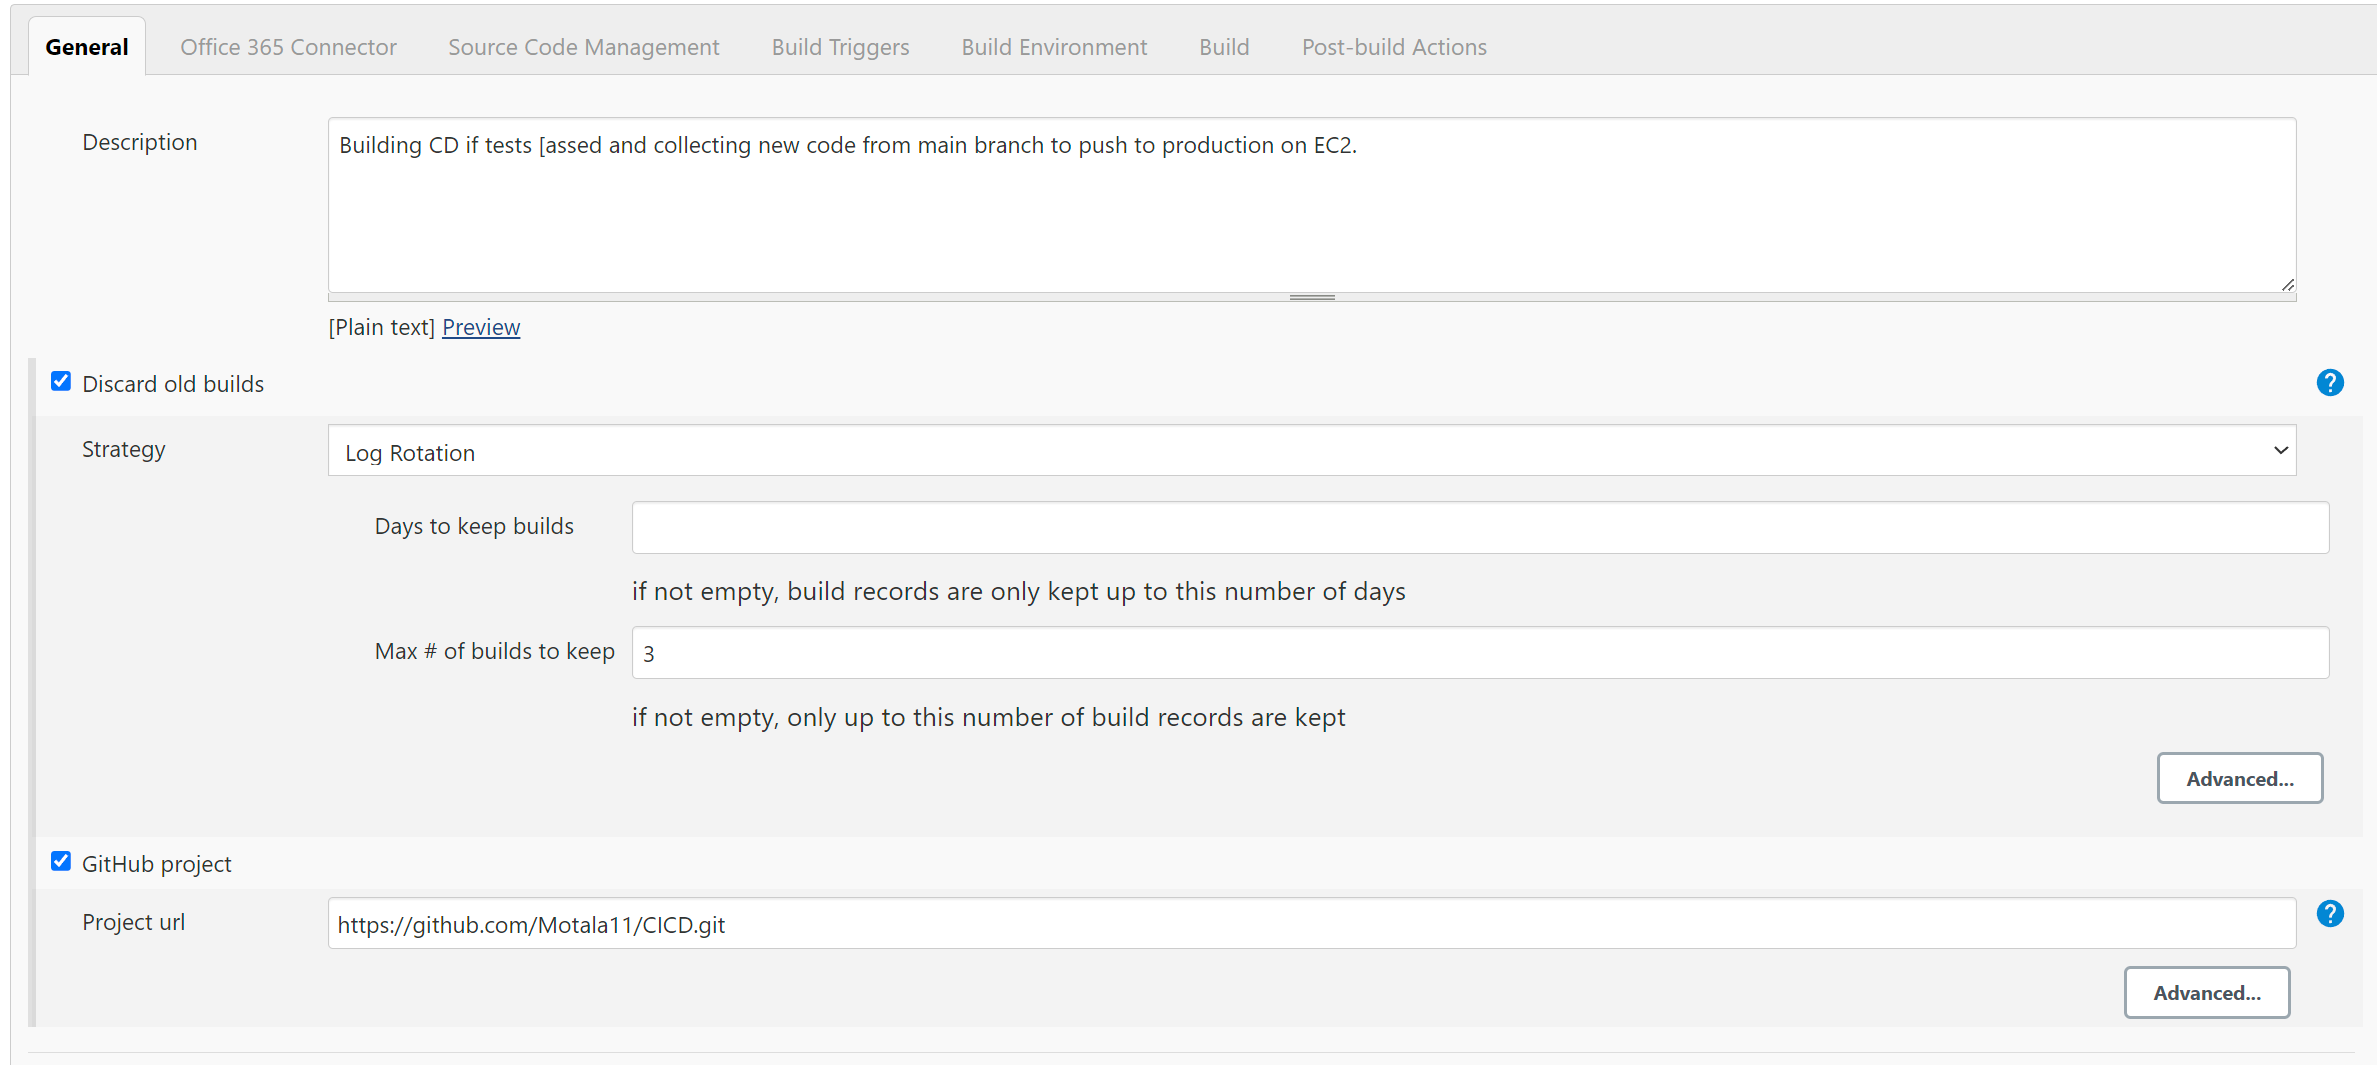 General Office 365 Connector Source Code Management Build Triggers Build Environment Build Post-build Actions
Description
Building CD if tests [assed and collecting new code from main branch to push to production on EC2.
[Plain text] Preview
Discard old builds
?
Strategy
Log Rotation
Days to keep builds
if not empty, build records are only kept up to this number of days
Max # of builds to keep
3
if not empty, only up to this number of build records are kept
Advanced...
GitHub project
Project url
https://github.com/Motala11/CICD.git
?
Advanced...